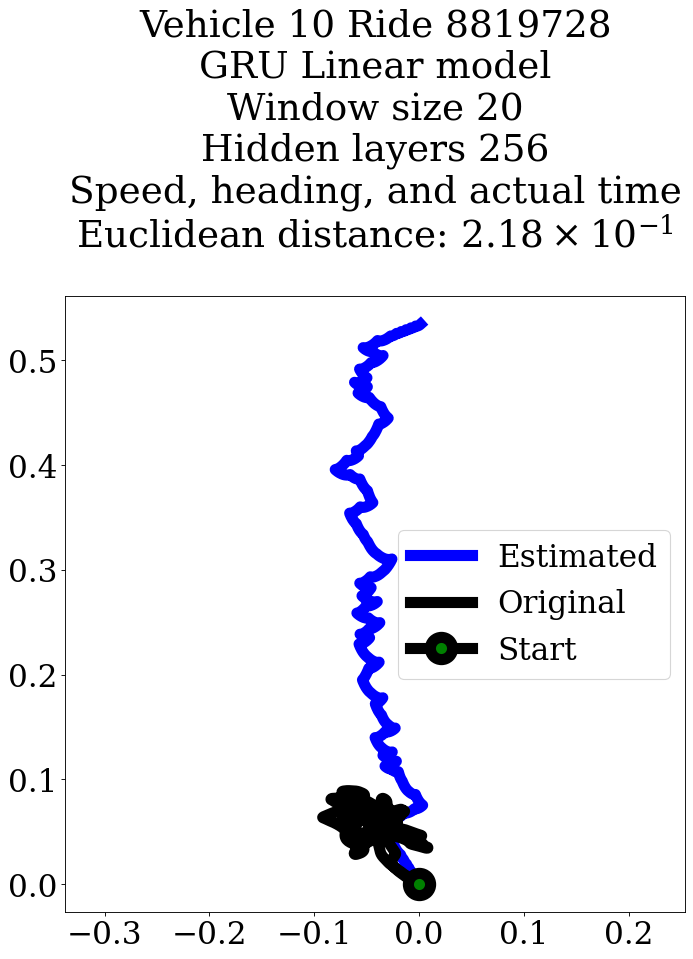 Vehicle 10 Ride 8819728
GRU Linear model
Window size 20
Hidden layers 256
Speed, heading, and actual time
Euclidean distance: 2.18 × 10⁻¹
0.5
0.4
0.3
0.2
0.1
0.0
Estimated
Original
Start
−0.3 −0.2 −0.1 0.0 0.1 0.2